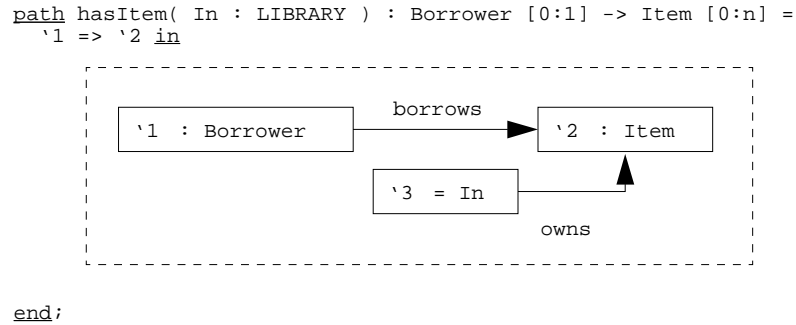 path hasItem( In : LIBRARY ) : Borrower [0:1] -> Item [0:n] =
‘1 => ‘2 in
borrows
‘1 : Borrower
‘2 : Item
‘3 = In
owns
end;